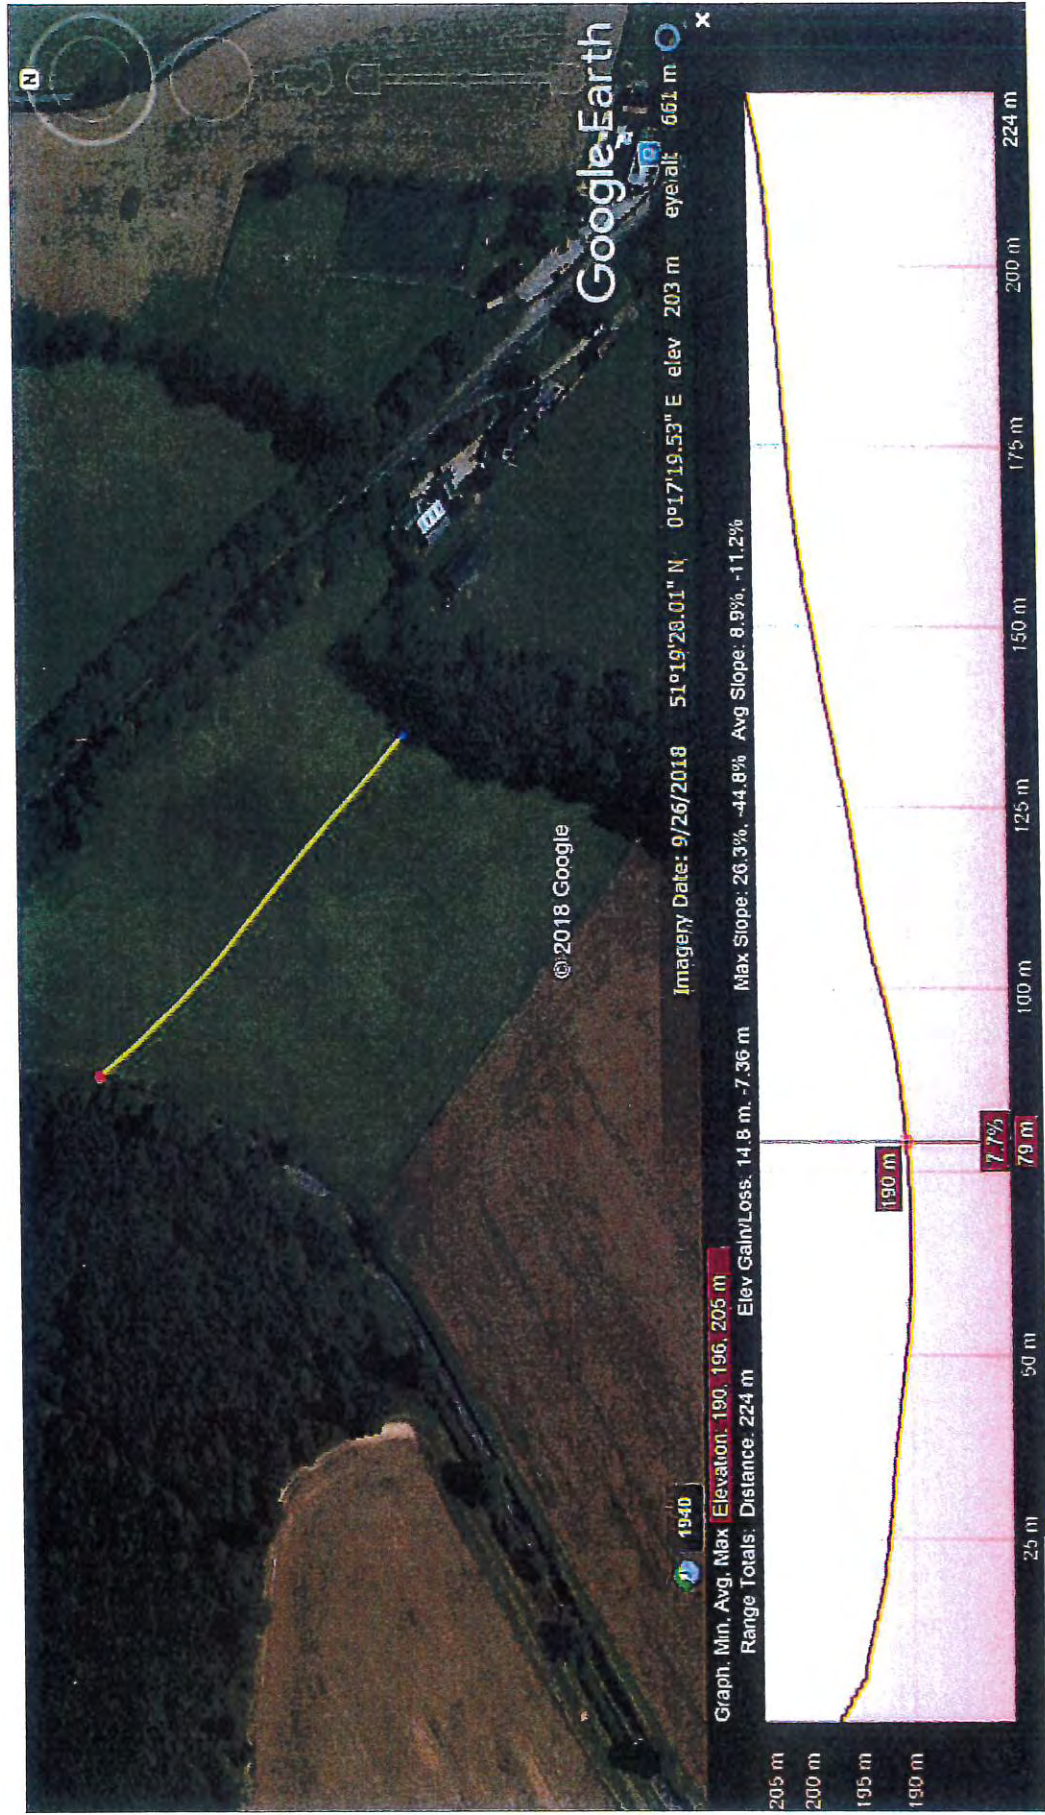 N
Google Earth
© 2018 Google
1940
Imagery Date: 9/26/2018 51°19'28.01" N 0°17'19.53" E elev 203 m eye alt 661 m
Graph: Min, Avg, Max Elevation: 190, 196, 205 m
Range Totals: Distance: 224 m Elev Gain/Loss: 14.8 m, -7.36 m Max Slope: 26.3%, -44.8% Avg Slope: 8.9%, -11.2%
x
205 m
200 m
195 m
190 m
190 m
7.7%
79 m
25 m
50 m
100 m
125 m
150 m
175 m
200 m
224 m